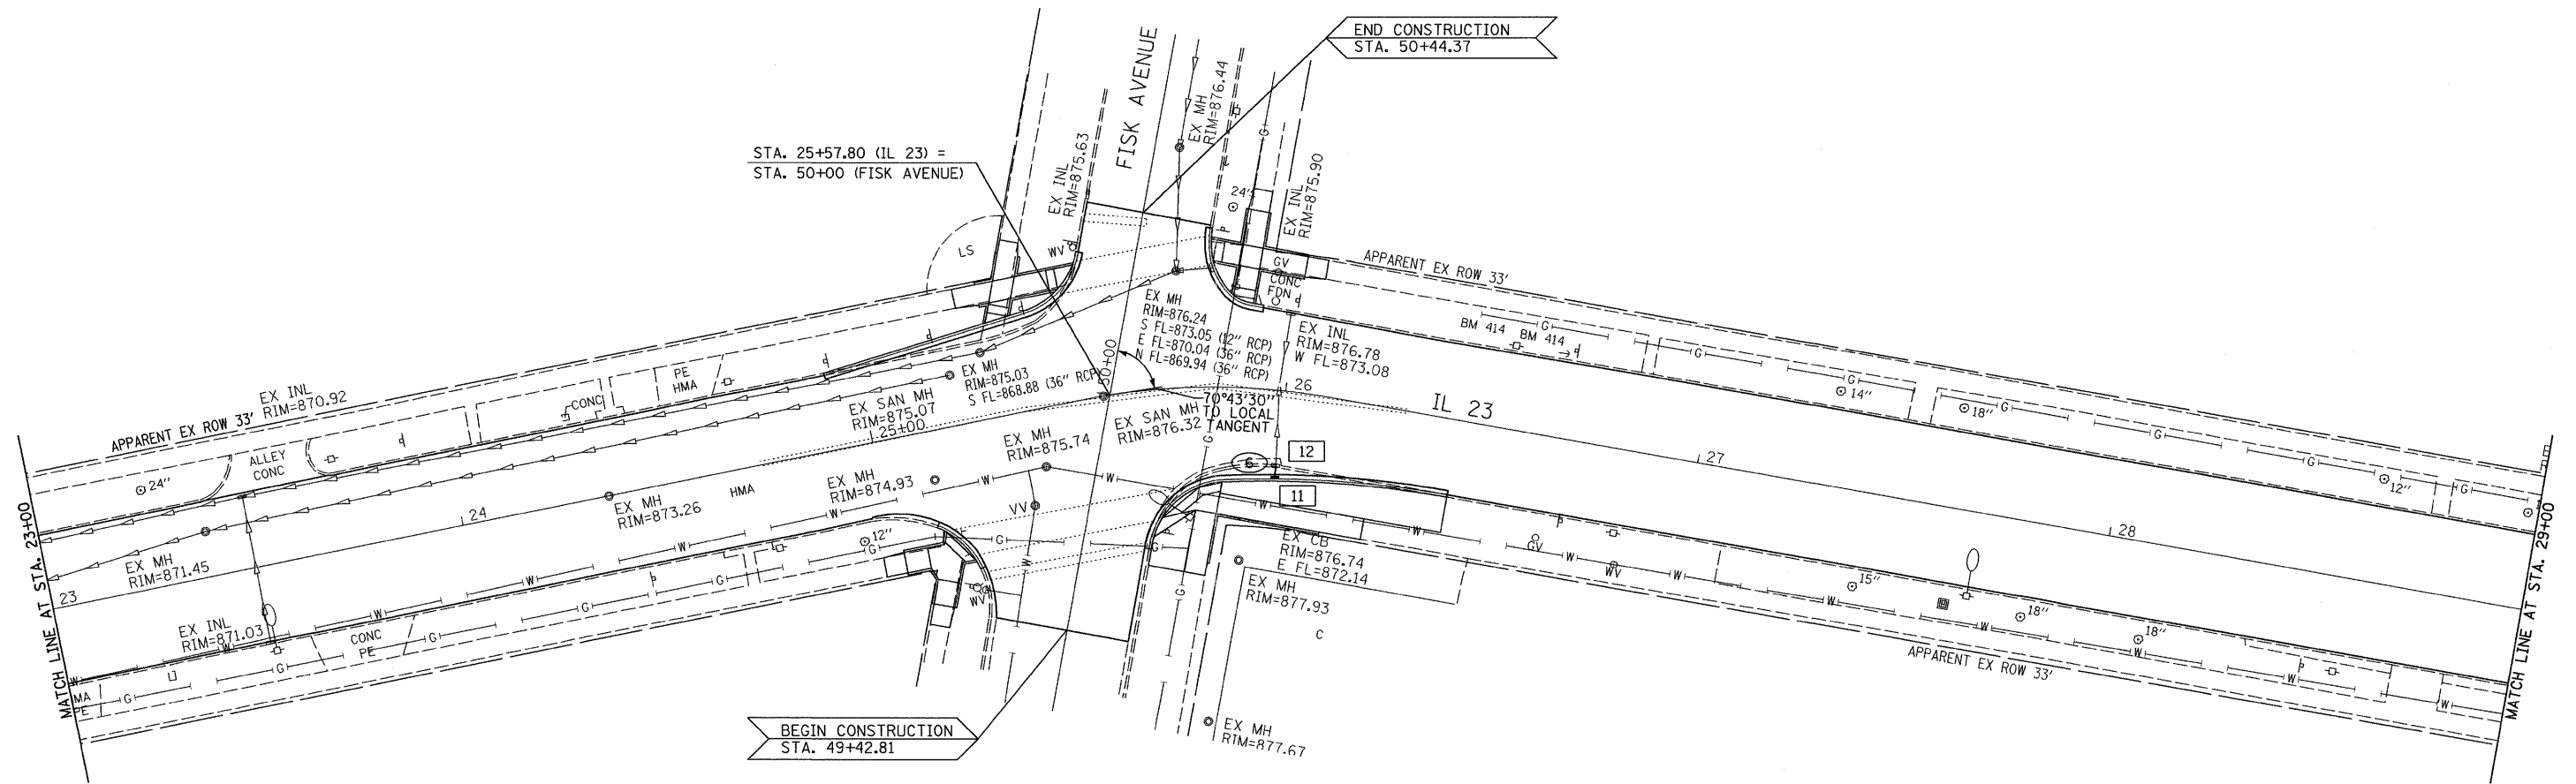 END CONSTRUCTION
STA. 50+44.37
FISK AVENUE
EX MH
RIM=876.44
STA. 25+57.80 (IL 23) =
STA. 50+00 (FISK AVENUE)
EX INL
RIM=875.63
EX INL
RIM=875.90
24"
G
LS
WV
GV
CONC
FDN
APPARENT EX ROW 33'
EX MH
RIM=876.24
S FL=873.05 (12" RCP)
E FL=870.04 (36" RCP)
N FL=869.94 (36" RCP)
EX INL
RIM=876.78
W FL=873.08
BM 414
BM 414
G
G
G
14"
18"
G
G
G
12"
G
50+00
26
IL 23
70°43'30"
TO LOCAL
TANGENT
PE
HMA
CONC
EX INL
RIM=870.92
APPARENT EX ROW 33'
EX MH
RIM=875.03
S FL=868.88 (36" RCP)
EX SAN MH
RIM=875.07
25+00
EX SAN MH
RIM=876.32
G
EX MH
RIM=875.74
ALLEY
CONC
24"
EX MH
RIM=874.93
W
W
6
12
11
27
28
HMA
EX MH
RIM=873.26
24
VV
W
W
W
EX MH
RIM=871.45
23
MATCH LINE AT STA. 23+00
MATCH LINE AT STA. 29+00
12"
G
G
G
W
W
W
W
EX CB
RIM=876.74
E FL=872.14
EX MH
RIM=877.93
C
GV
W
WV
W
15"
W
18"
W
18"
W
W
W
APPARENT EX ROW 33'
EX INL
RIM=871.03
W
CONC
PE
G
G
G
G
G
W
MA
PE
WV
G
BEGIN CONSTRUCTION
STA. 49+42.81
EX MH
RIM=877.67